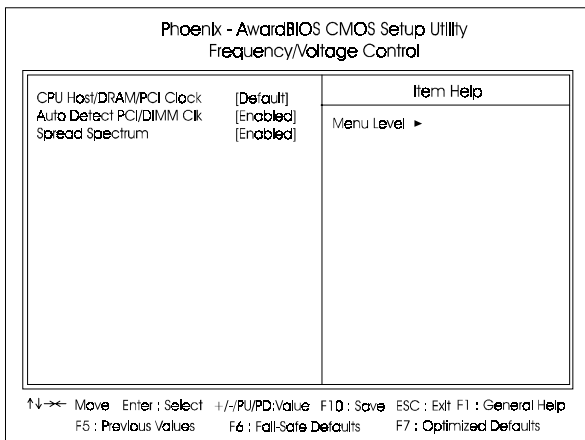 Phoenix - AwardBIOS CMOS Setup Utility
Frequency/Voltage Control
CPU Host/DRAM/PCI Clock [Default]
Auto Detect PCI/DIMM Clk [Enabled]
Spread Spectrum [Enabled]
Item Help
Menu Level ►
↑↓→← Move Enter : Select +/-/PU/PD:Value F10 : Save ESC : Exit F1 : General Help
F5 : Previous Values F6 : Fail-Safe Defaults F7 : Optimized Defaults